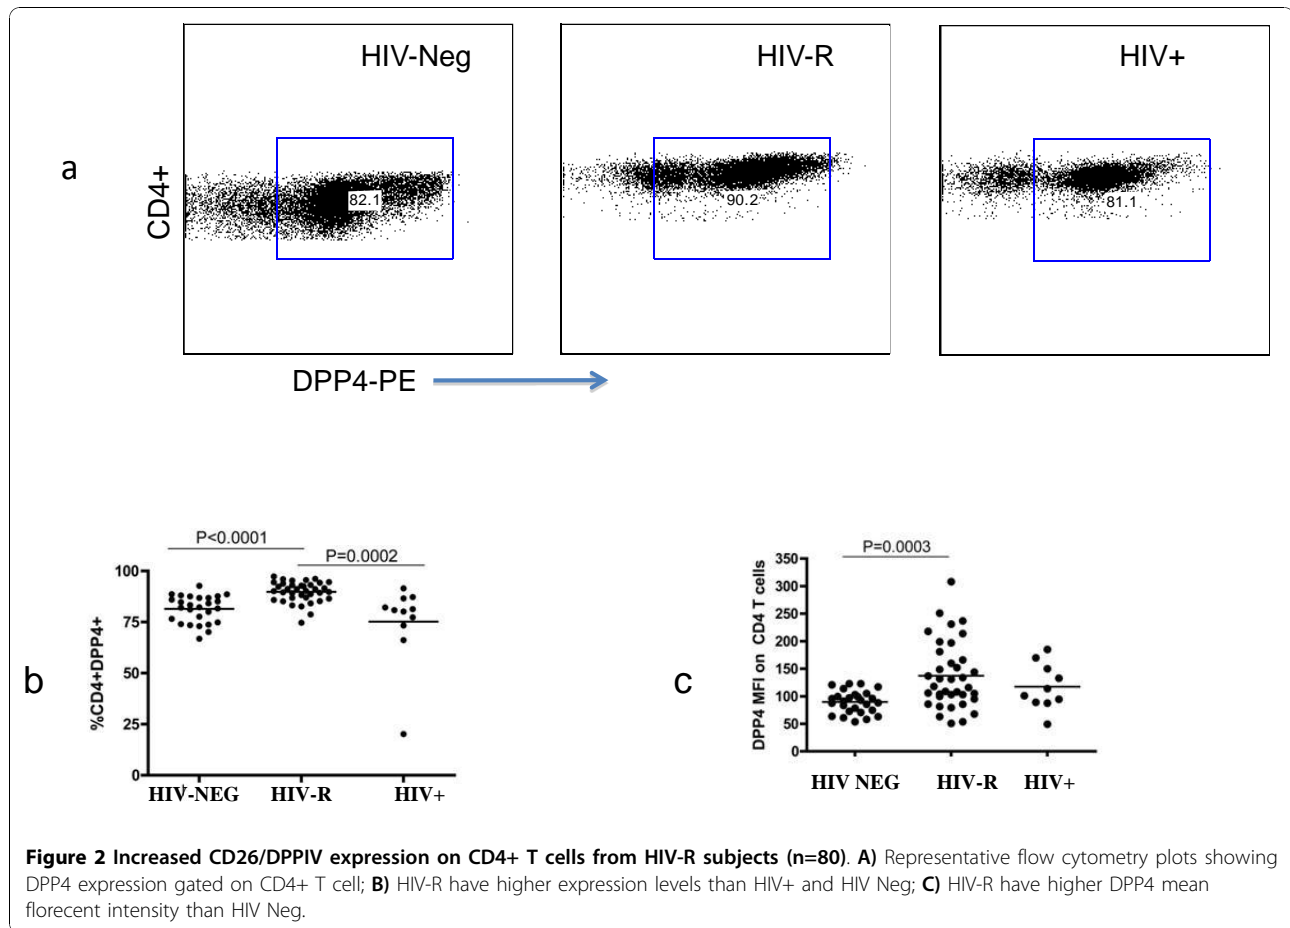 HIV-Neg
HIV-R
HIV+
a
CD4+
82.1
90.2
81.1
DPP4-PE
P<0.0001
P=0.0002
100
75
50
25
0
%CD4+DPP4+
b
HIV-NEG
HIV-R
HIV+
P=0.0003
350
300
250
200
150
100
50
0
DPP4 MFI on CD4 T cells
c
HIV NEG
HIV-R
HIV+
Figure 2 Increased CD26/DPPIV expression on CD4+ T cells from HIV-R subjects (n=80). A) Representative flow cytometry plots showing
DPP4 expression gated on CD4+ T cell; B) HIV-R have higher expression levels than HIV+ and HIV Neg; C) HIV-R have higher DPP4 mean
florecent intensity than HIV Neg.